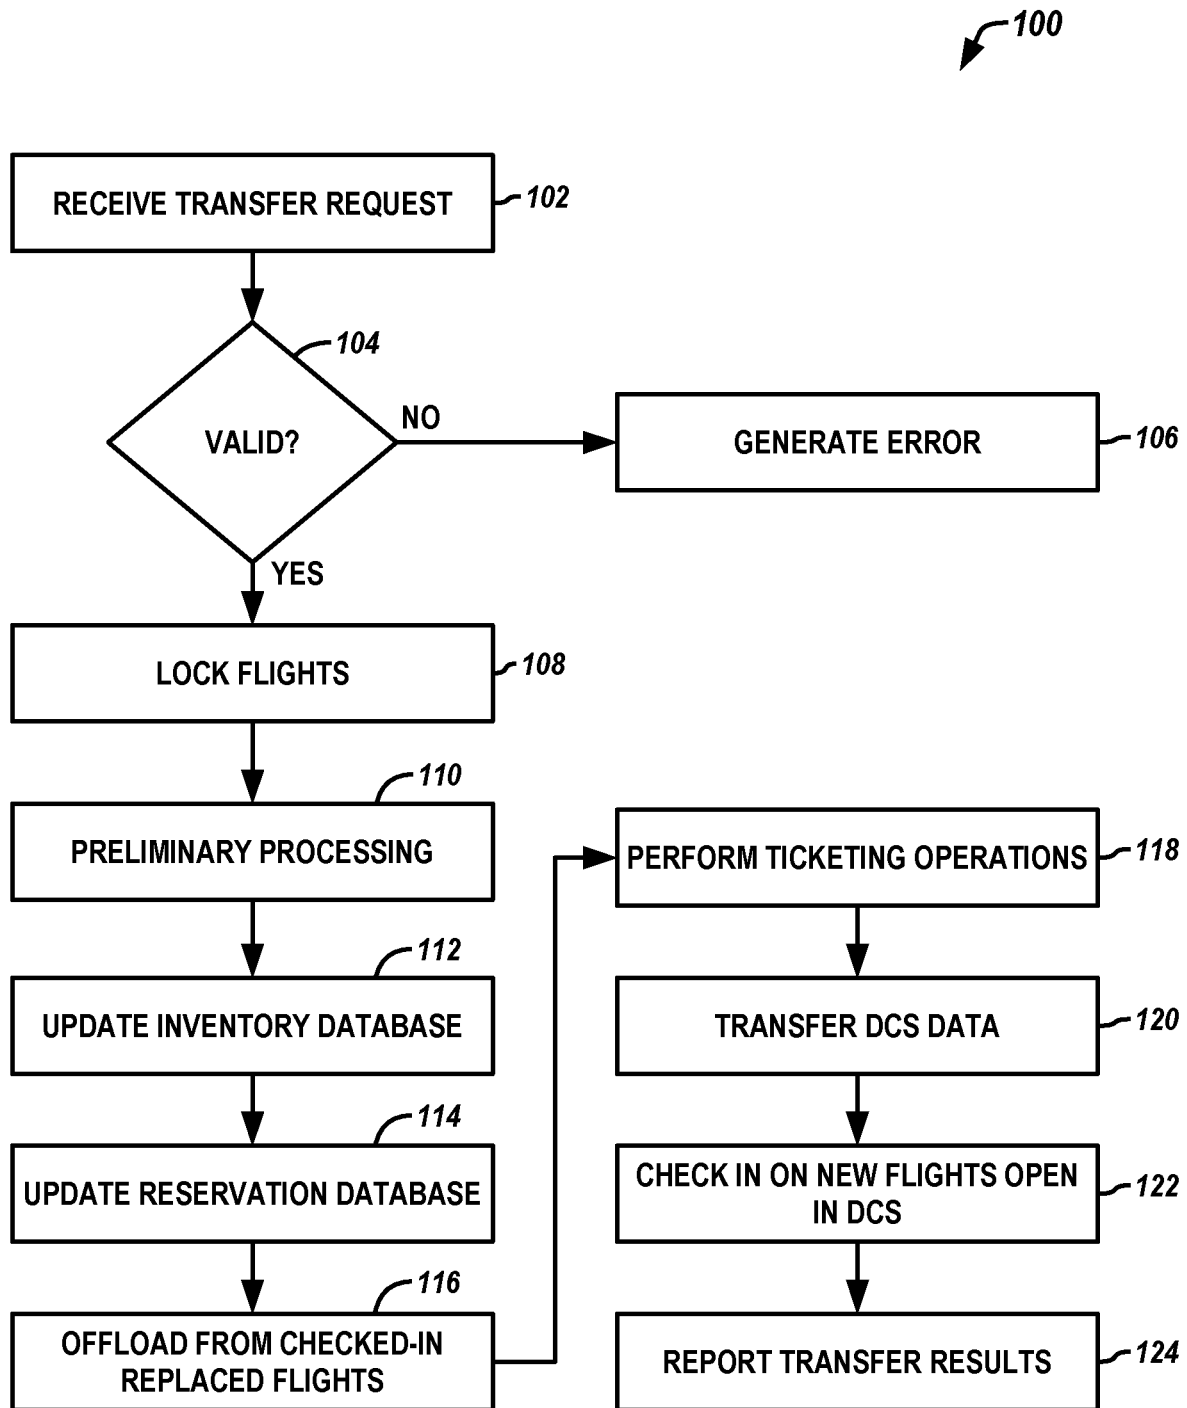 100
RECEIVE TRANSFER REQUEST
102
104
VALID?
NO
GENERATE ERROR
106
YES
LOCK FLIGHTS
108
110
PRELIMINARY PROCESSING
112
UPDATE INVENTORY DATABASE
114
UPDATE RESERVATION DATABASE
116
OFFLOAD FROM CHECKED-IN
REPLACED FLIGHTS
PERFORM TICKETING OPERATIONS
118
TRANSFER DCS DATA
120
CHECK IN ON NEW FLIGHTS OPEN
IN DCS
122
REPORT TRANSFER RESULTS
124